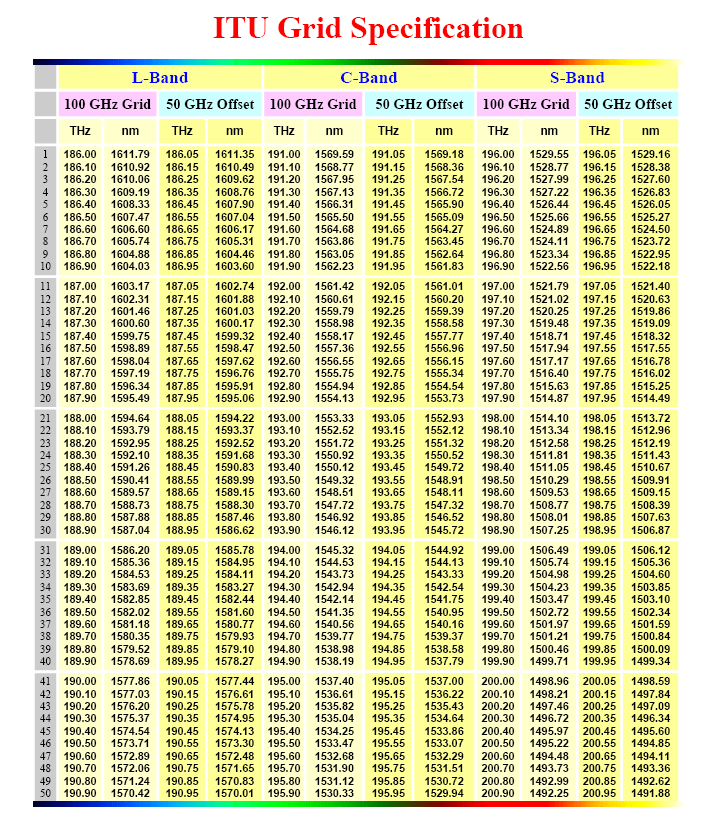 ITU Grid Specification
L-Band C-Band S-Band
100 GHz Grid 50 GHz Offset 100 GHz Grid 50 GHz Offset 100 GHz Grid 50 GHz Offset
THz nm THz nm THz nm THz nm THz nm THz nm
1 186.00 1611.79 186.05 1611.35 191.00 1569.59 191.05 1569.18 196.00 1529.55 196.05 1529.16
2 186.10 1610.92 186.15 1610.49 191.10 1568.77 191.15 1568.36 196.10 1528.77 196.15 1528.38
3 186.20 1610.06 186.25 1609.62 191.20 1567.95 191.25 1567.54 196.20 1527.99 196.25 1527.60
4 186.30 1609.19 186.35 1608.76 191.30 1567.13 191.35 1566.72 196.30 1527.22 196.35 1526.83
5 186.40 1608.33 186.45 1607.90 191.40 1566.31 191.45 1565.90 196.40 1526.44 196.45 1526.05
6 186.50 1607.47 186.55 1607.04 191.50 1565.50 191.55 1565.09 196.50 1525.66 196.55 1525.27
7 186.60 1606.60 186.65 1606.17 191.60 1564.68 191.65 1564.27 196.60 1524.89 196.65 1524.50
8 186.70 1605.74 186.75 1605.31 191.70 1563.86 191.75 1563.45 196.70 1524.11 196.75 1523.72
9 186.80 1604.88 186.85 1604.46 191.80 1563.05 191.85 1562.64 196.80 1523.34 196.85 1522.95
10 186.90 1604.03 186.95 1603.60 191.90 1562.23 191.95 1561.83 196.90 1522.56 196.95 1522.18
11 187.00 1603.17 187.05 1602.74 192.00 1561.42 192.05 1561.01 197.00 1521.79 197.05 1521.40
12 187.10 1602.31 187.15 1601.88 192.10 1560.61 192.15 1560.20 197.10 1521.02 197.15 1520.63
13 187.20 1601.46 187.25 1601.03 192.20 1559.79 192.25 1559.39 197.20 1520.25 197.25 1519.86
14 187.30 1600.60 187.35 1600.17 192.30 1558.98 192.35 1558.58 197.30 1519.48 197.35 1519.09
15 187.40 1599.75 187.45 1599.32 192.40 1558.17 192.45 1557.77 197.40 1518.71 197.45 1518.32
16 187.50 1598.89 187.55 1598.47 192.50 1557.36 192.55 1556.96 197.50 1517.94 197.55 1517.55
17 187.60 1598.04 187.65 1597.62 192.60 1556.55 192.65 1556.15 197.60 1517.17 197.65 1516.78
18 187.70 1597.19 187.75 1596.76 192.70 1555.75 192.75 1555.34 197.70 1516.40 197.75 1516.02
19 187.80 1596.34 187.85 1595.91 192.80 1554.94 192.85 1554.54 197.80 1515.63 197.85 1515.25
20 187.90 1595.49 187.95 1595.06 192.90 1554.13 192.95 1553.73 197.90 1514.87 197.95 1514.49
21 188.00 1594.64 188.05 1594.22 193.00 1553.33 193.05 1552.93 198.00 1514.10 198.05 1513.72
22 188.10 1593.79 188.15 1593.37 193.10 1552.52 193.15 1552.12 198.10 1513.34 198.15 1512.96
23 188.20 1592.95 188.25 1592.52 193.20 1551.72 193.25 1551.32 198.20 1512.58 198.25 1512.19
24 188.30 1592.10 188.35 1591.68 193.30 1550.92 193.35 1550.52 198.30 1511.81 198.35 1511.43
25 188.40 1591.26 188.45 1590.83 193.40 1550.12 193.45 1549.72 198.40 1511.05 198.45 1510.67
26 188.50 1590.41 188.55 1589.99 193.50 1549.32 193.55 1548.91 198.50 1510.29 198.55 1509.91
27 188.60 1589.57 188.65 1589.15 193.60 1548.51 193.65 1548.11 198.60 1509.53 198.65 1509.15
28 188.70 1588.73 188.75 1588.30 193.70 1547.72 193.75 1547.32 198.70 1508.77 198.75 1508.39
29 188.80 1587.88 188.85 1587.46 193.80 1546.92 193.85 1546.52 198.80 1508.01 198.85 1507.63
30 188.90 1587.04 188.95 1586.62 193.90 1546.12 193.95 1545.72 198.90 1507.25 198.95 1506.87
31 189.00 1586.20 189.05 1585.78 194.00 1545.32 194.05 1544.92 199.00 1506.49 199.05 1506.12
32 189.10 1585.36 189.15 1584.95 194.10 1544.53 194.15 1544.13 199.10 1505.74 199.15 1505.36
33 189.20 1584.53 189.25 1584.11 194.20 1543.73 194.25 1543.33 199.20 1504.98 199.25 1504.60
34 189.30 1583.69 189.35 1583.27 194.30 1542.94 194.35 1542.54 199.30 1504.23 199.35 1503.85
35 189.40 1582.85 189.45 1582.44 194.40 1542.14 194.45 1541.75 199.40 1503.47 199.45 1503.10
36 189.50 1582.02 189.55 1581.60 194.50 1541.35 194.55 1540.95 199.50 1502.72 199.55 1502.34
37 189.60 1581.18 189.65 1580.77 194.60 1540.56 194.65 1540.16 199.60 1501.97 199.65 1501.59
38 189.70 1580.35 189.75 1579.93 194.70 1539.77 194.75 1539.37 199.70 1501.21 199.75 1500.84
39 189.80 1579.52 189.85 1579.10 194.80 1538.98 194.85 1538.58 199.80 1500.46 199.85 1500.09
40 189.90 1578.69 189.95 1578.27 194.90 1538.19 194.95 1537.79 199.90 1499.71 199.95 1499.34
41 190.00 1577.86 190.05 1577.44 195.00 1537.40 195.05 1537.00 200.00 1498.96 200.05 1498.59
42 190.10 1577.03 190.15 1576.61 195.10 1536.61 195.15 1536.22 200.10 1498.21 200.15 1497.84
43 190.20 1576.20 190.25 1575.78 195.20 1535.82 195.25 1535.43 200.20 1497.46 200.25 1497.09
44 190.30 1575.37 190.35 1574.95 195.30 1535.04 195.35 1534.64 200.30 1496.72 200.35 1496.34
45 190.40 1574.54 190.45 1574.13 195.40 1534.25 195.45 1533.86 200.40 1495.97 200.45 1495.60
46 190.50 1573.71 190.55 1573.30 195.50 1533.47 195.55 1533.07 200.50 1495.22 200.55 1494.85
47 190.60 1572.89 190.65 1572.48 195.60 1532.68 195.65 1532.29 200.60 1494.48 200.65 1494.11
48 190.70 1572.06 190.75 1571.65 195.70 1531.90 195.75 1531.51 200.70 1493.73 200.75 1493.36
49 190.80 1571.24 190.85 1570.83 195.80 1531.12 195.85 1530.72 200.80 1492.99 200.85 1492.62
50 190.90 1570.42 190.95 1570.01 195.90 1530.33 195.95 1529.94 200.90 1492.25 200.95 1491.88